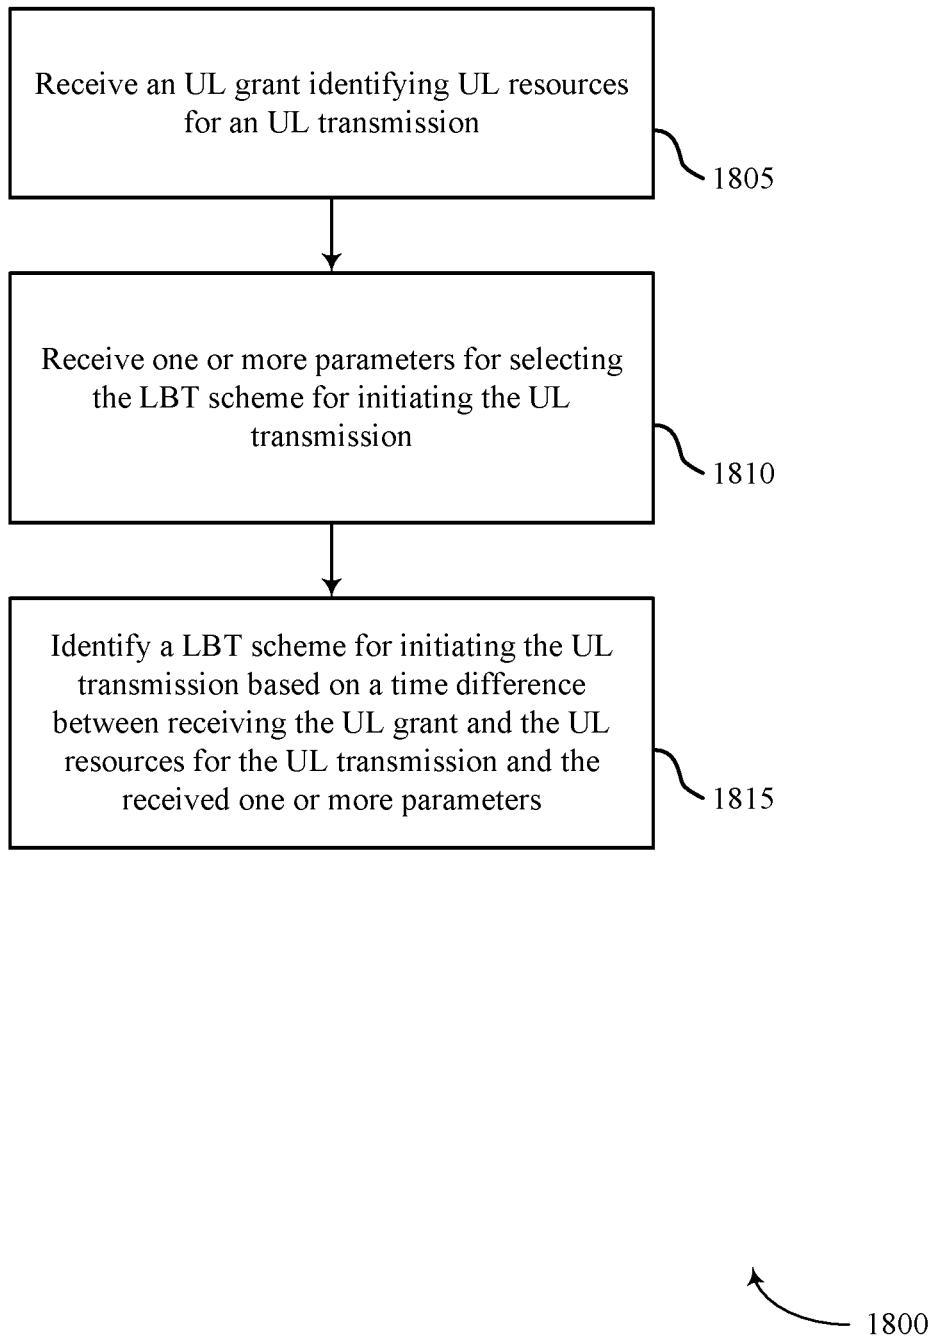 Receive an UL grant identifying UL resources
for an UL transmission
1805
Receive one or more parameters for selecting
the LBT scheme for initiating the UL
transmission
1810
Identify a LBT scheme for initiating the UL
transmission based on a time difference
between receiving the UL grant and the UL
resources for the UL transmission and the
received one or more parameters
1815
1800